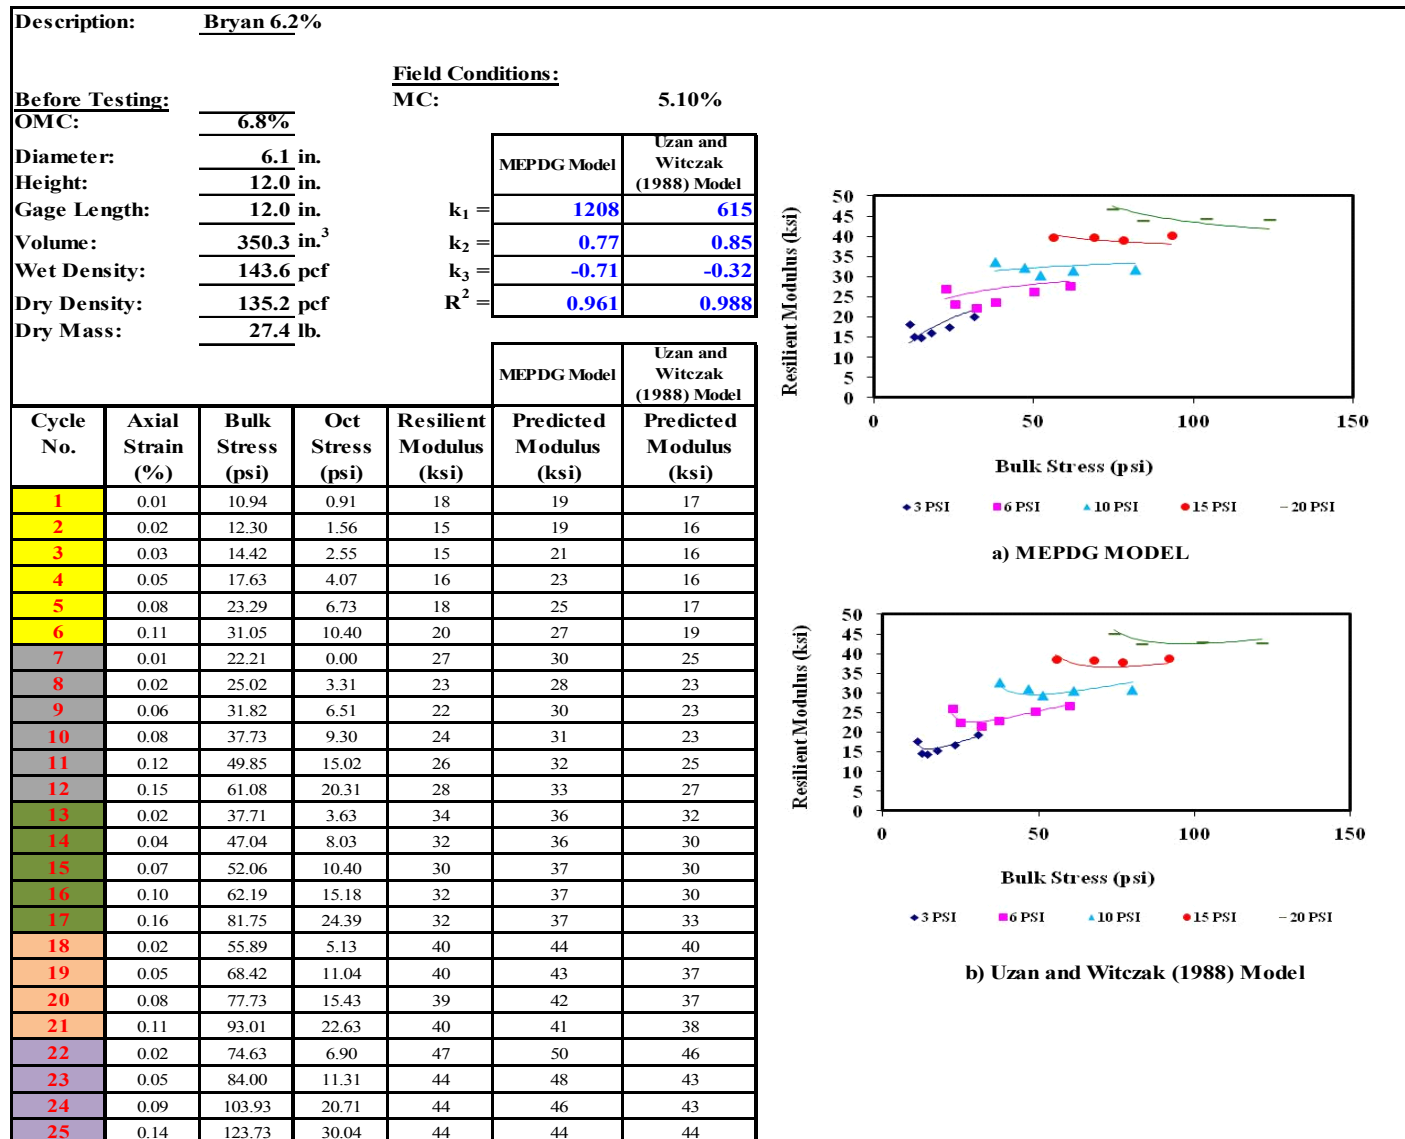 Description: Bryan 6.2%
Field Conditions:
Before Testing: MC: 5.10%
OMC: 6.8%
Diameter: 6.1 in.
Height: 12.0 in.
Gage Length: 12.0 in.
Volume: 350.3 in.³
Wet Density: 143.6 pcf
Dry Density: 135.2 pcf
Dry Mass: 27.4 lb.
MEPDG Model Uzan and Witczak (1988) Model
k₁ = 1208 615
k₂ = 0.77 0.85
k₃ = -0.71 -0.32
R² = 0.961 0.988
MEPDG Model Uzan and Witczak (1988) Model
Cycle No. Axial Strain (%) Bulk Stress (psi) Oct Stress (psi) Resilient Modulus (ksi) Predicted Modulus (ksi) Predicted Modulus (ksi)
1 0.01 10.94 0.91 18 19 17
2 0.02 12.30 1.56 15 19 16
3 0.03 14.42 2.55 15 21 16
4 0.05 17.63 4.07 16 23 16
5 0.08 23.29 6.73 18 25 17
6 0.11 31.05 10.40 20 27 19
7 0.01 22.21 0.00 27 30 25
8 0.02 25.02 3.31 23 28 23
9 0.06 31.82 6.51 22 30 23
10 0.08 37.73 9.30 24 31 23
11 0.12 49.85 15.02 26 32 25
12 0.15 61.08 20.31 28 33 27
13 0.02 37.71 3.63 34 36 32
14 0.04 47.04 8.03 32 36 30
15 0.07 52.06 10.40 30 37 30
16 0.10 62.19 15.18 32 37 30
17 0.16 81.75 24.39 32 37 33
18 0.02 55.89 5.13 40 44 40
19 0.05 68.42 11.04 40 43 37
20 0.08 77.73 15.43 39 42 37
21 0.11 93.01 22.63 40 41 38
22 0.02 74.63 6.90 47 50 46
23 0.05 84.00 11.31 44 48 43
24 0.09 103.93 20.71 44 46 43
25 0.14 123.73 30.04 44 44 44
Resilient Modulus (ksi)
50
45
40
35
30
25
20
15
10
5
0
0 50 100 150
Bulk Stress (psi)
3 PSI 6 PSI 10 PSI 15 PSI 20 PSI
a) MEPDG MODEL
Resilient Modulus (ksi)
50
45
40
35
30
25
20
15
10
5
0
0 50 100 150
Bulk Stress (psi)
3 PSI 6 PSI 10 PSI 15 PSI 20 PSI
b) Uzan and Witczak (1988) Model